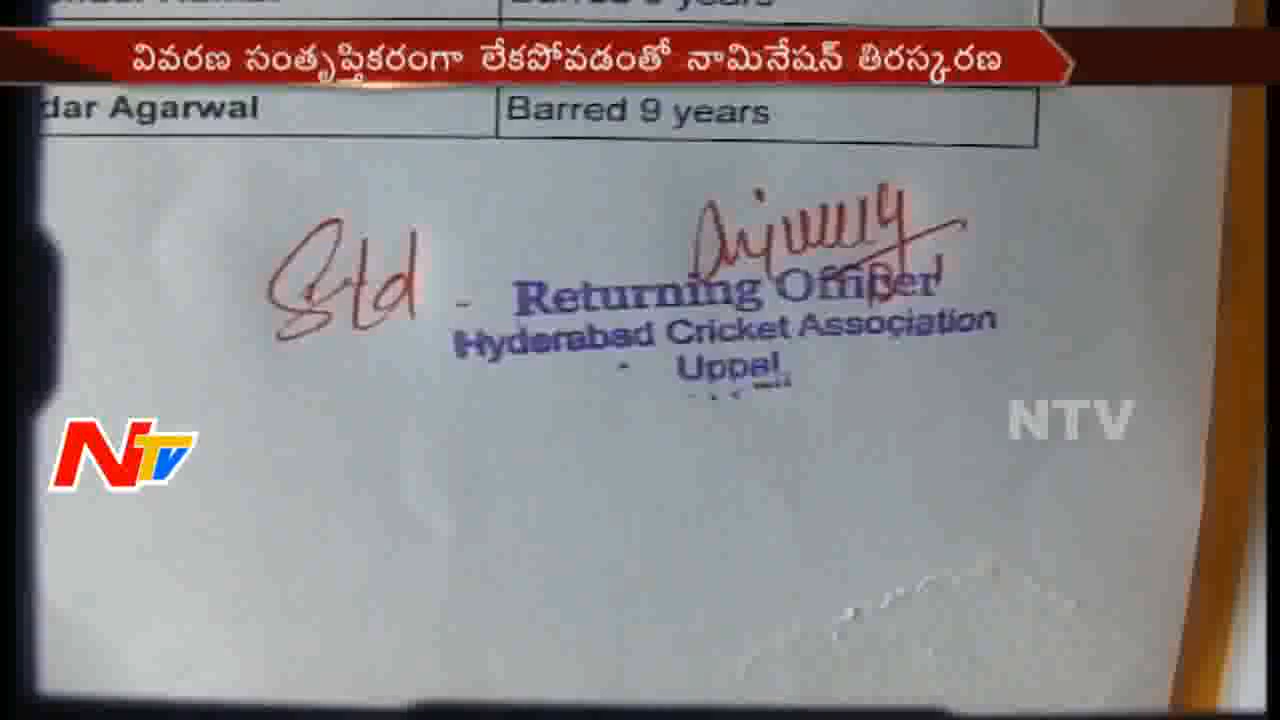 వివరణ సంతృప్తికరంగా లేకపోవడంతో నామినేషన్ తిరస్కరణ
dar Agarwal Barred 9 years
Std -
Returning Officer
Hyderabad Cricket Association
Uppal
NTV
NTV